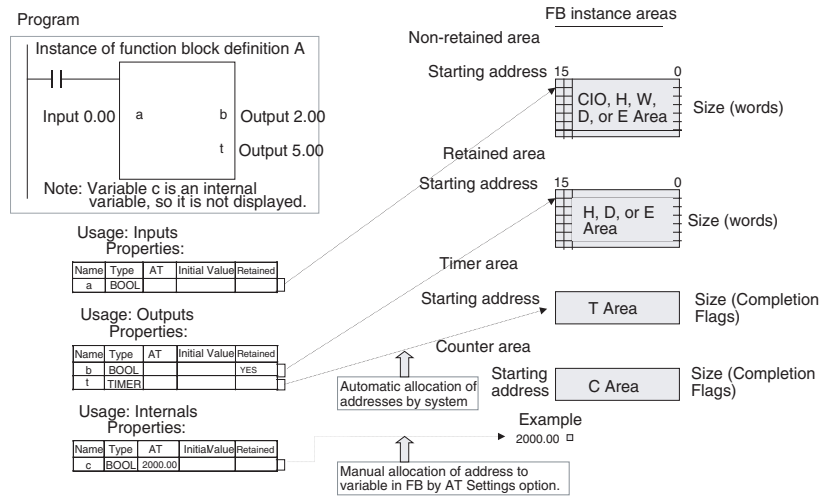 Program
Instance of function block definition A
Input 0.00
a
b
Output 2.00
t
Output 5.00
Note: Variable c is an internal
variable, so it is not displayed.
Usage: Inputs
Properties:
Name Type AT Initial Value Retained
a BOOL
Usage: Outputs
Properties:
Name Type AT Initial Value Retained
b BOOL YES
t TIMER
Usage: Internals
Properties:
Name Type AT InitialValue Retained
c BOOL 2000.00
FB instance areas
Non-retained area
Starting address
15 0
CIO, H, W,
D, or E Area
Size (words)
Retained area
Starting address
15 0
H, D, or E
Area
Size (words)
Timer area
Starting address
T Area
Size (Completion
Flags)
Counter area
Starting
address
C Area
Size (Completion
Flags)
Automatic allocation of
addresses by system
Example
2000.00
Manual allocation of address to
variable in FB by AT Settings option.